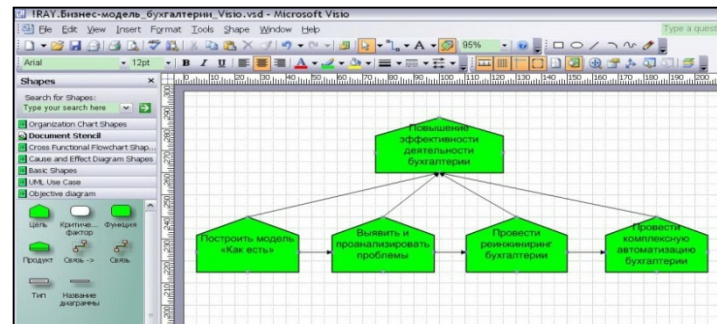 !RAY.Бизнес-модель_бухгалтерии_Visio.vsd - Microsoft Visio
File Edit View Insert Format Tools Shape Window Help
Type a quest
95%
Arial 12pt
Shapes
Search for Shapes:
Type your search here
Organization Chart Shapes
Document Stencil
Cross Functional Flowchart Shap...
Cause and Effect Diagram Shapes
Basic Shapes
UML Use Case
Objective diagram
Цель Критиче... фактор Функция
Продукт Связь -> Связь
Тип Название диаграммы
Повышение
эффективности
деятельности
бухгалтерии
Построить модель
«Как есть»
Выявить и
проанализировать
проблемы
Провести
реинжиниринг
бухгалтерии
Провести
комплексную
автоматизацию
бухгалтерии